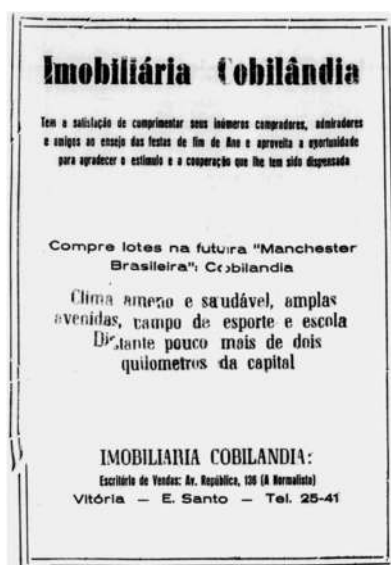 Imobiliária Cobilândia
Tem a satisfação de comprimentar seus inúmeros compradores, admiradores
e amigos ao ensejo das festas de fim de Ano e aproveita a oportunidade
para agradecer o estimulo e a cooperação que lhe tem sido dispensada
Compre lotes na futura "Manchester
Brasileira": Cobilandia
Clima ameno e saudável, amplas
avenidas, campo de esporte e escola
Distante pouco mais de dois
quilometros da capital
IMOBILIARIA COBILANDIA:
Escritório de Vendas: Av. República, 136 (A Normalista)
Vitória — E. Santo — Tel. 25-41